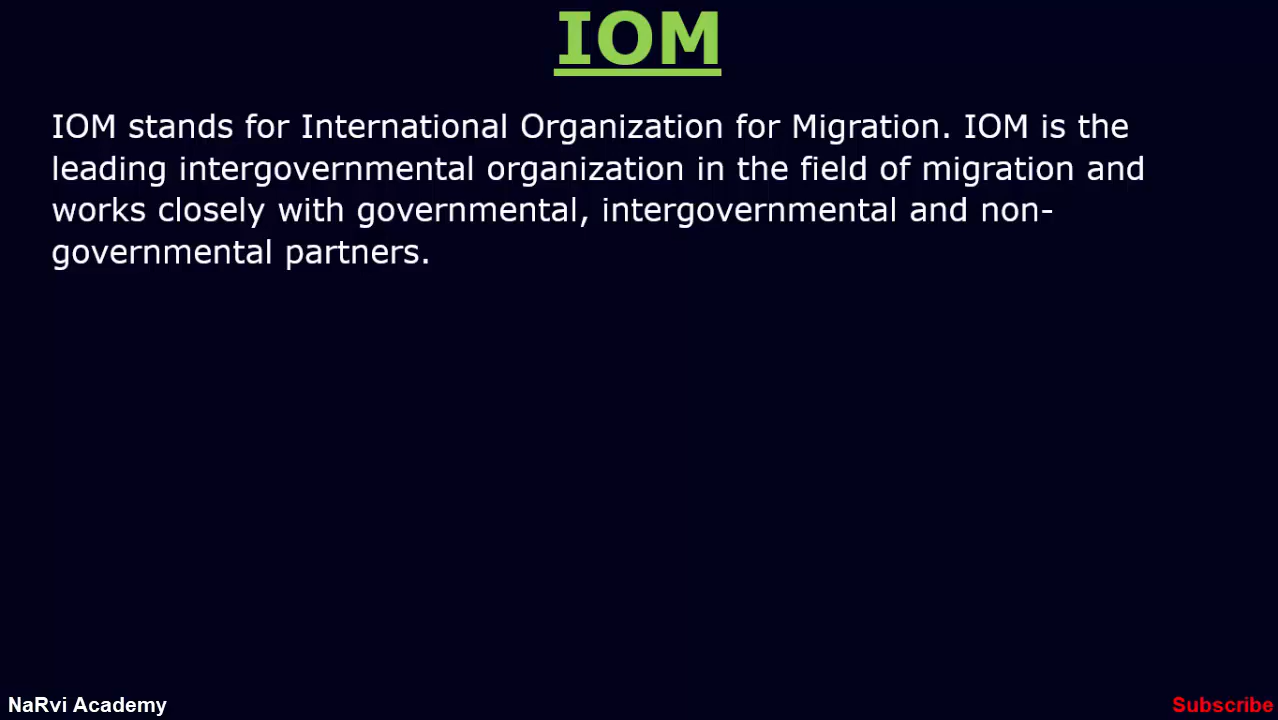 IOM
IOM stands for International Organization for Migration. IOM is the
leading intergovernmental organization in the field of migration and
works closely with governmental, intergovernmental and non-
governmental partners.
NaRvi Academy
Subscribe